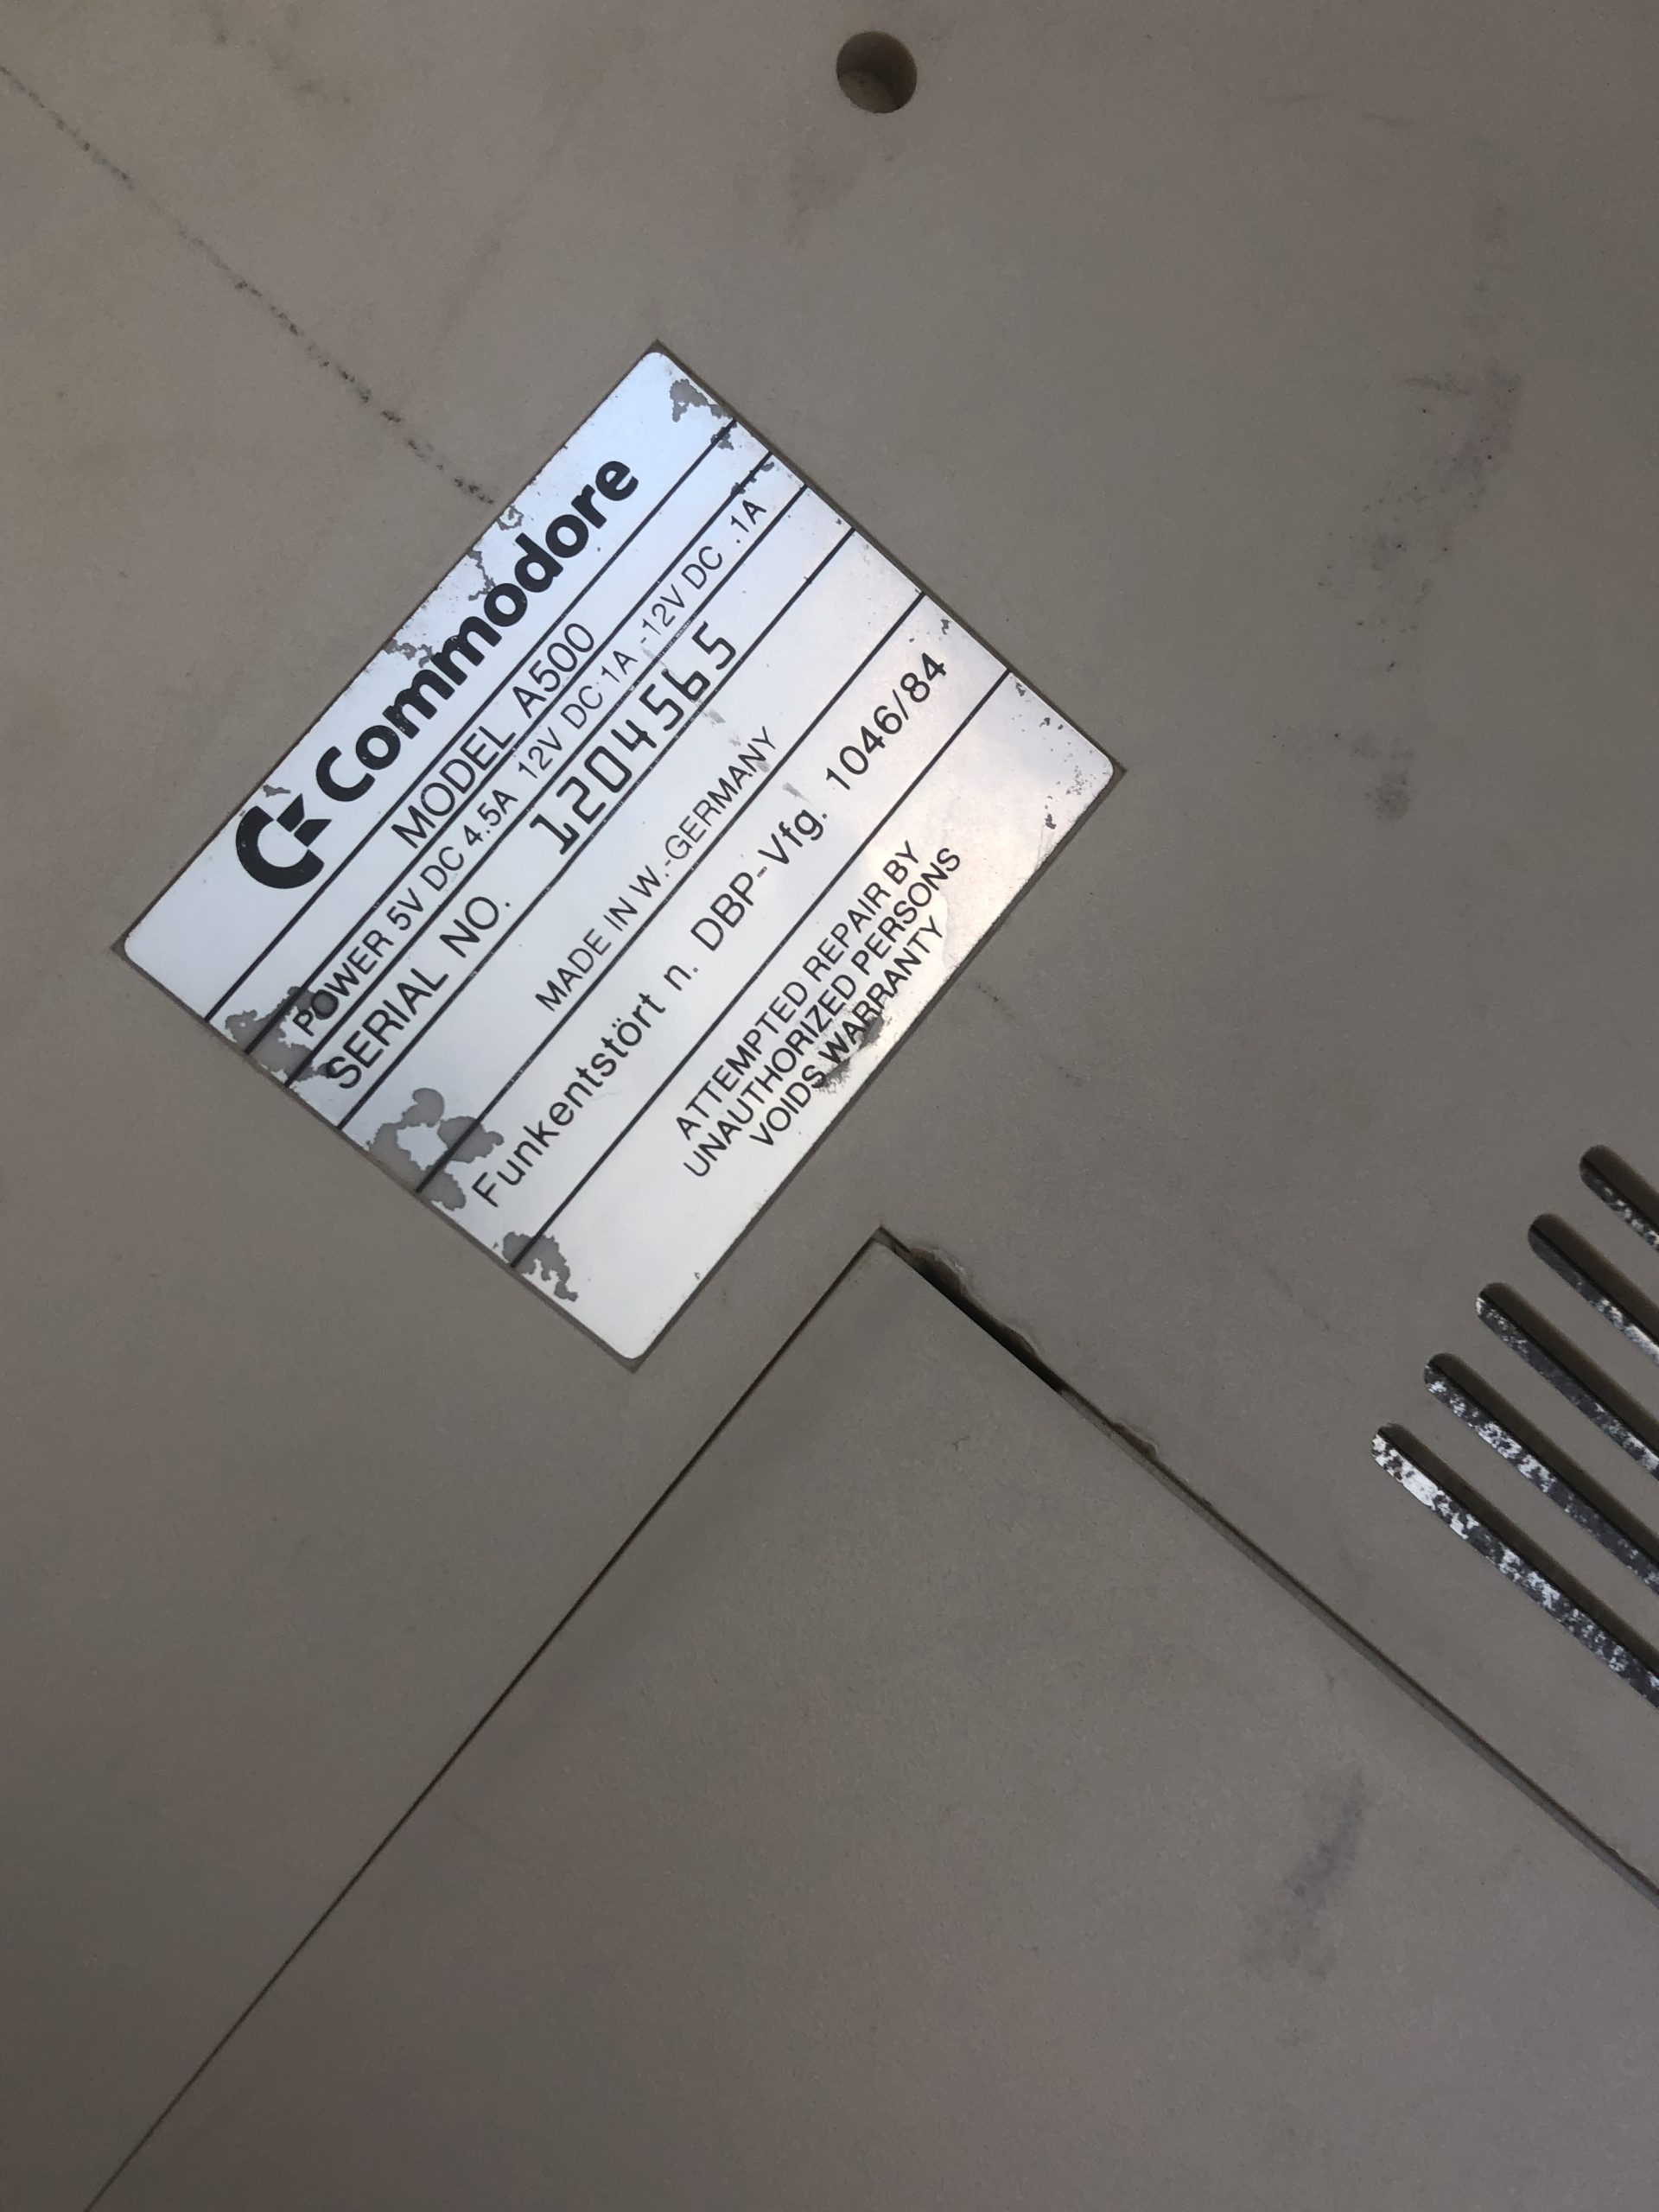 Commodore
MODEL A500
POWER 5V DC 4.5A 12V DC 1A -12V DC .1A
SERIAL NO. 1204565
MADE IN W.-GERMANY
Funkentstört n. DBP-Vfg. 1046/84
ATTEMPTED REPAIR BY
UNAUTHORIZED PERSONS
VOIDS WARRANTY